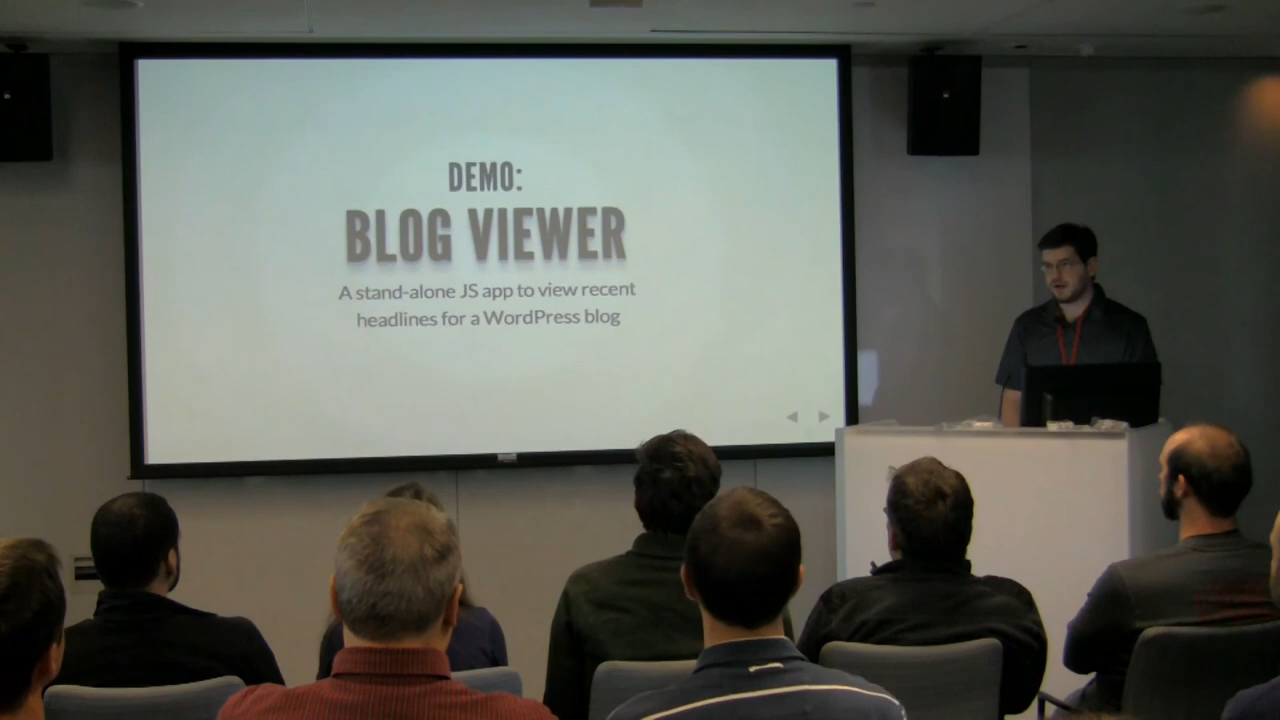 DEMO:
BLOG VIEWER
A stand-alone JS app to view recent
headlines for a WordPress blog